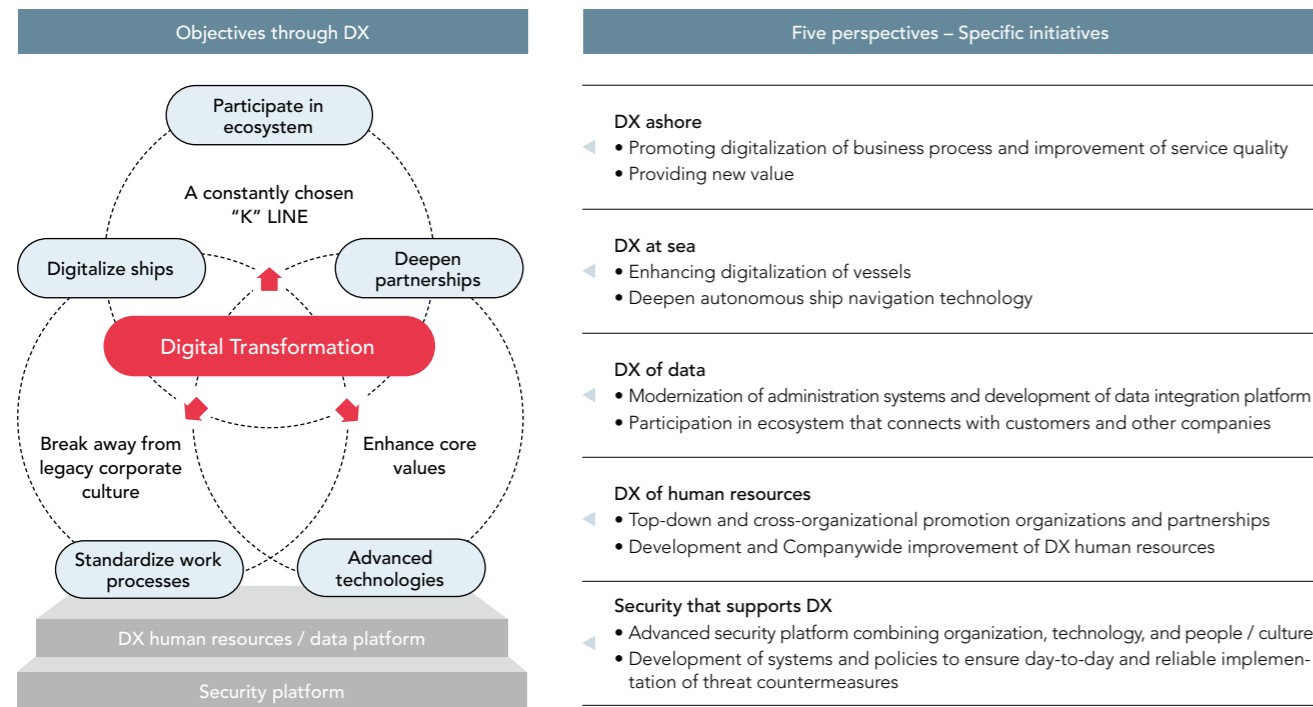 Objectives through DX
Participate in
ecosystem
A constantly chosen
"K" LINE
Digitalize ships
Deepen
partnerships
Digital Transformation
Break away from
legacy corporate
culture
Enhance core
values
Standardize work
processes
Advanced
technologies
DX human resources / data platform
Security platform
Five perspectives – Specific initiatives
DX ashore
• Promoting digitalization of business process and improvement of service quality
• Providing new value
DX at sea
• Enhancing digitalization of vessels
• Deepen autonomous ship navigation technology
DX of data
• Modernization of administration systems and development of data integration platform
• Participation in ecosystem that connects with customers and other companies
DX of human resources
• Top-down and cross-organizational promotion organizations and partnerships
• Development and Companywide improvement of DX human resources
Security that supports DX
• Advanced security platform combining organization, technology, and people / culture
• Development of systems and policies to ensure day-to-day and reliable implemen-
tation of threat countermeasures